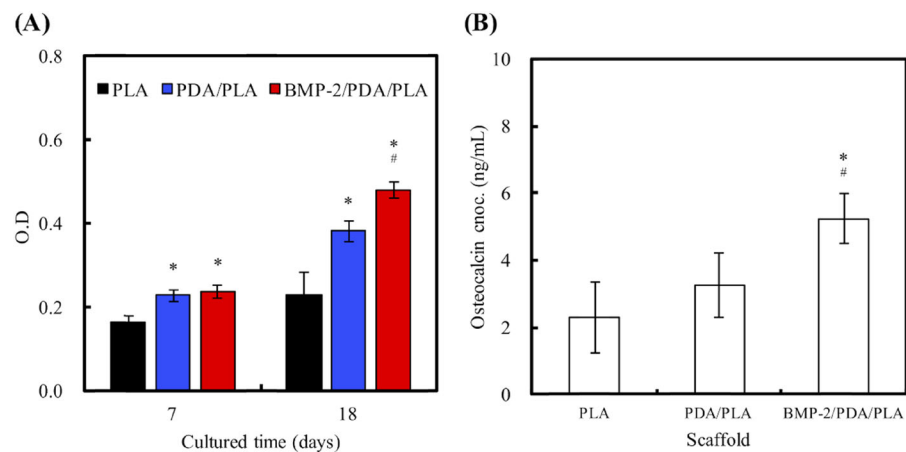 (A)
0.8
PLA PDA/PLA BMP-2/PDA/PLA
0.6
*
#
*
0.4
O.D
* *
0.2
0.0
7 18
Cultured time (days)
(B)
10
8
*
#
6
Osteocalcin cnoc. (ng/mL)
4
2
0
PLA PDA/PLA BMP-2/PDA/PLA
Scaffold